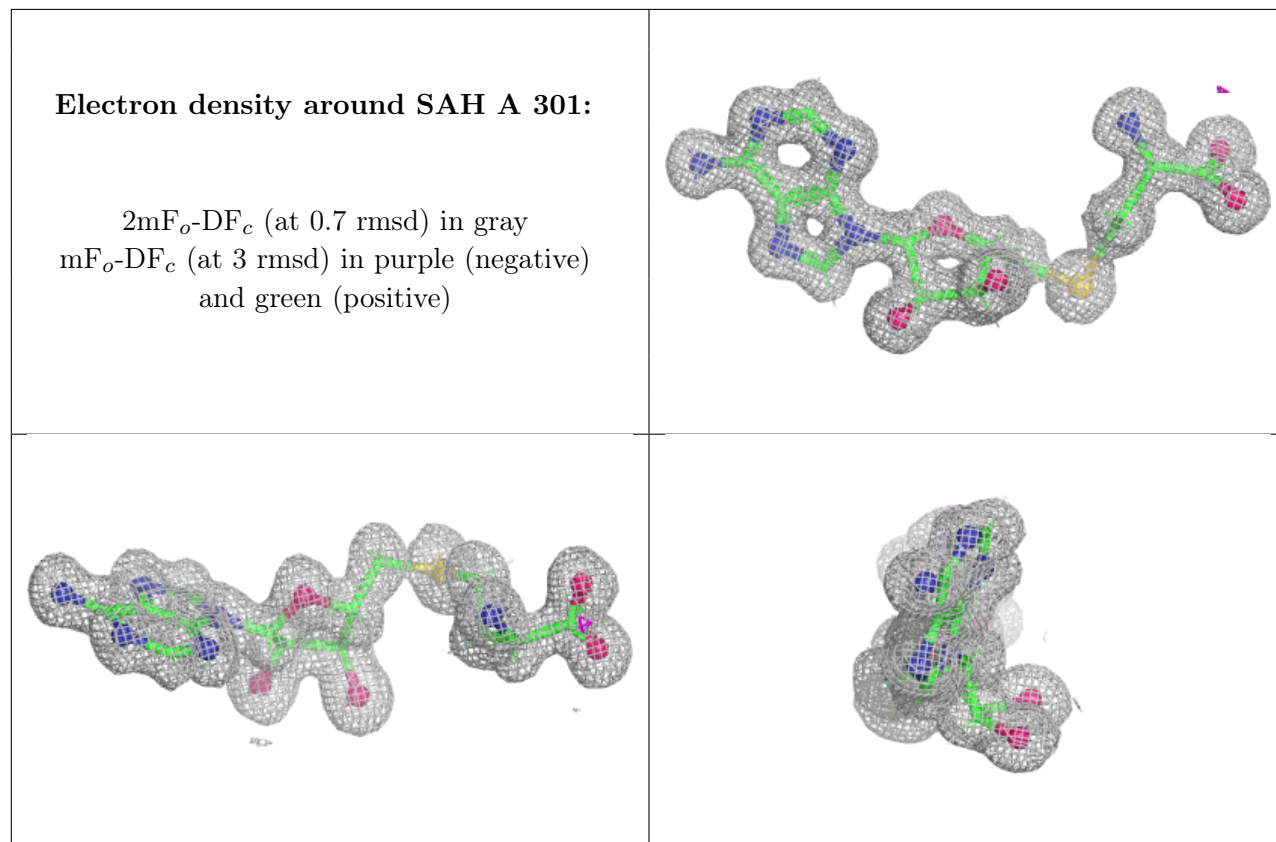 Electron density around SAH A 301:
2mFo-DFc (at 0.7 rmsd) in gray
mFo-DFc (at 3 rmsd) in purple (negative)
and green (positive)